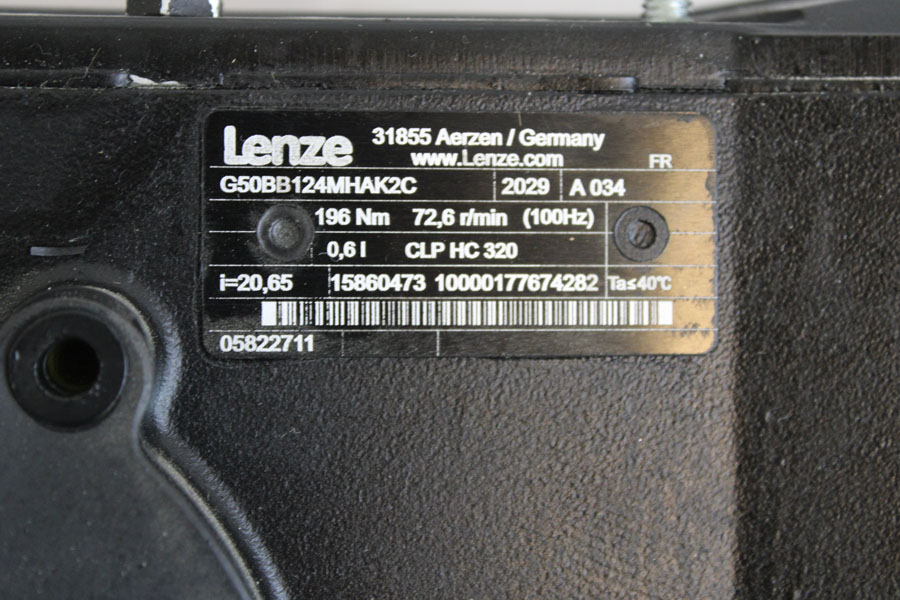 Lenze 31855 Aerzen / Germany
www.Lenze.com FR
G50BB124MHAK2C 2029 A 034
196 Nm 72,6 r/min (100Hz)
0,6 l CLP HC 320
i=20,65 15860473 10000177674282 Ta≤40°C
05822711